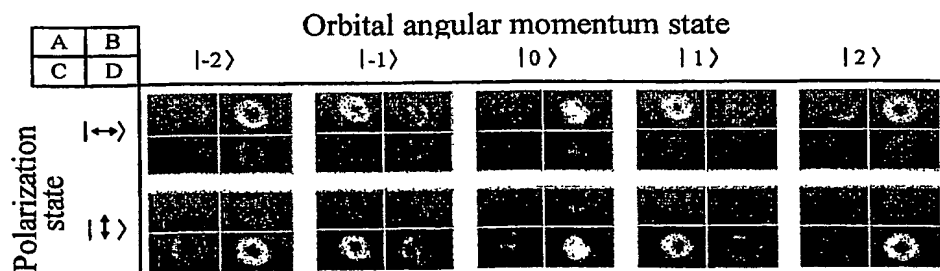 Orbital angular momentum state
A B
C D
|-2⟩ |-1⟩ |0⟩ |1⟩ |2⟩
Polarization
state
|↔⟩
|↕⟩